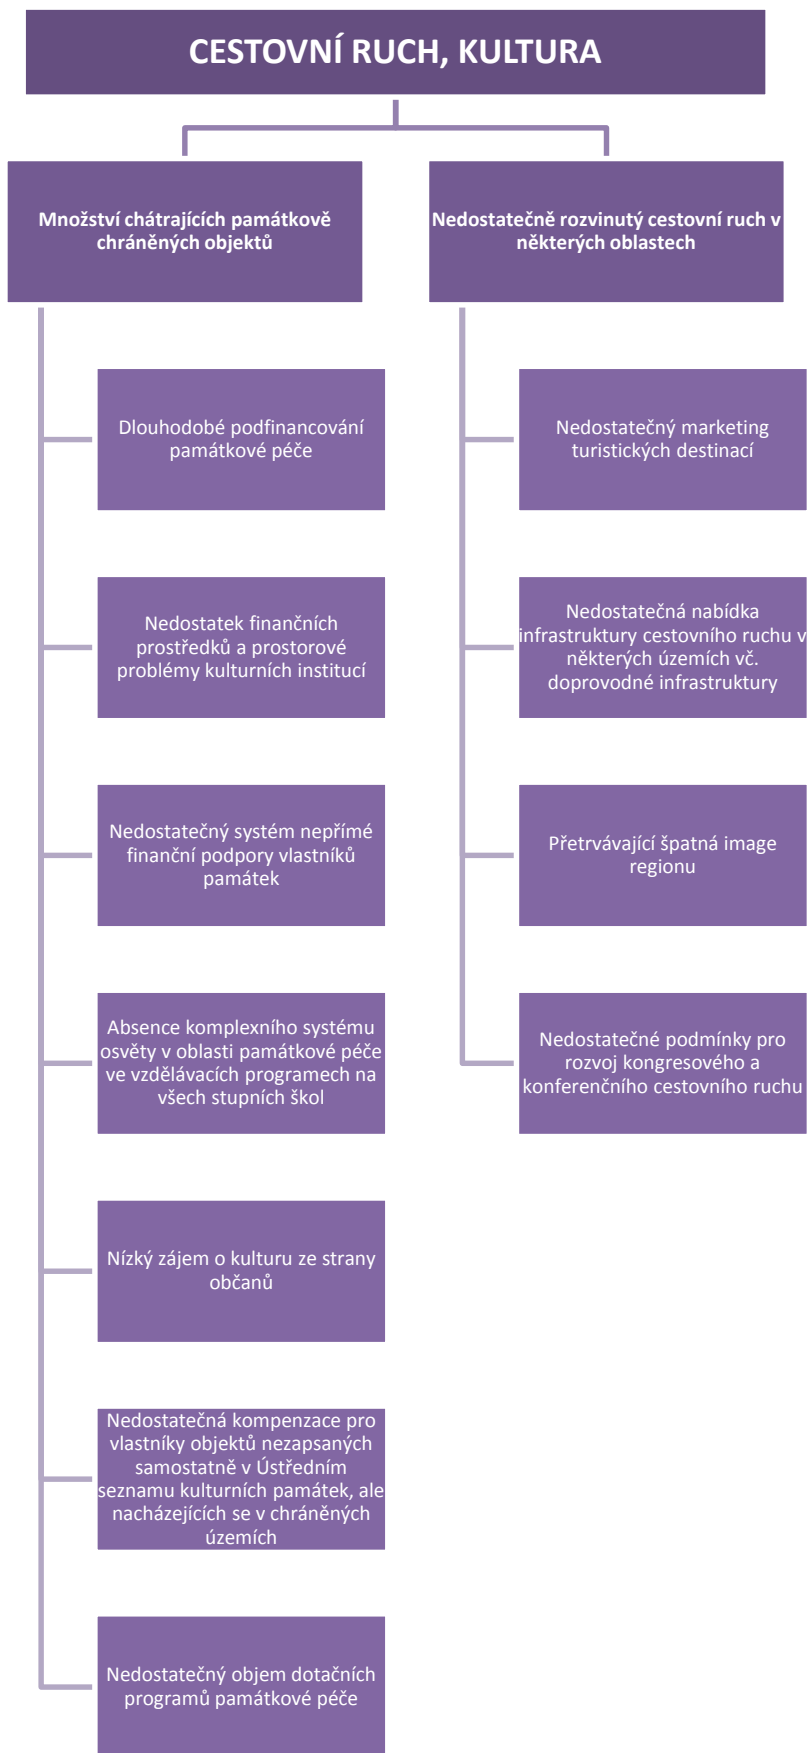 CESTOVNÍ RUCH, KULTURA
Množství chátrajících památkově
chráněných objektů
Dlouhodobé podfinancování
památkové péče
Nedostatek finančních
prostředků a prostorové
problémy kulturních institucí
Nedostatečný systém nepřímé
finanční podpory vlastníků
památek
Absence komplexního systému
osvěty v oblasti památkové péče
ve vzdělávacích programech na
všech stupních škol
Nízký zájem o kulturu ze strany
občanů
Nedostatečná kompenzace pro
vlastníky objektů nezapsaných
samostatně v Ústředním
seznamu kulturních památek, ale
nacházejících se v chráněných
územích
Nedostatečný objem dotačních
programů památkové péče
Nedostatečně rozvinutý cestovní ruch v
některých oblastech
Nedostatečný marketing
turistických destinací
Nedostatečná nabídka
infrastruktury cestovního ruchu v
některých územích vč.
doprovodné infrastruktury
Přetrvávající špatná image
regionu
Nedostatečné podmínky pro
rozvoj kongresového a
konferenčního cestovního ruchu